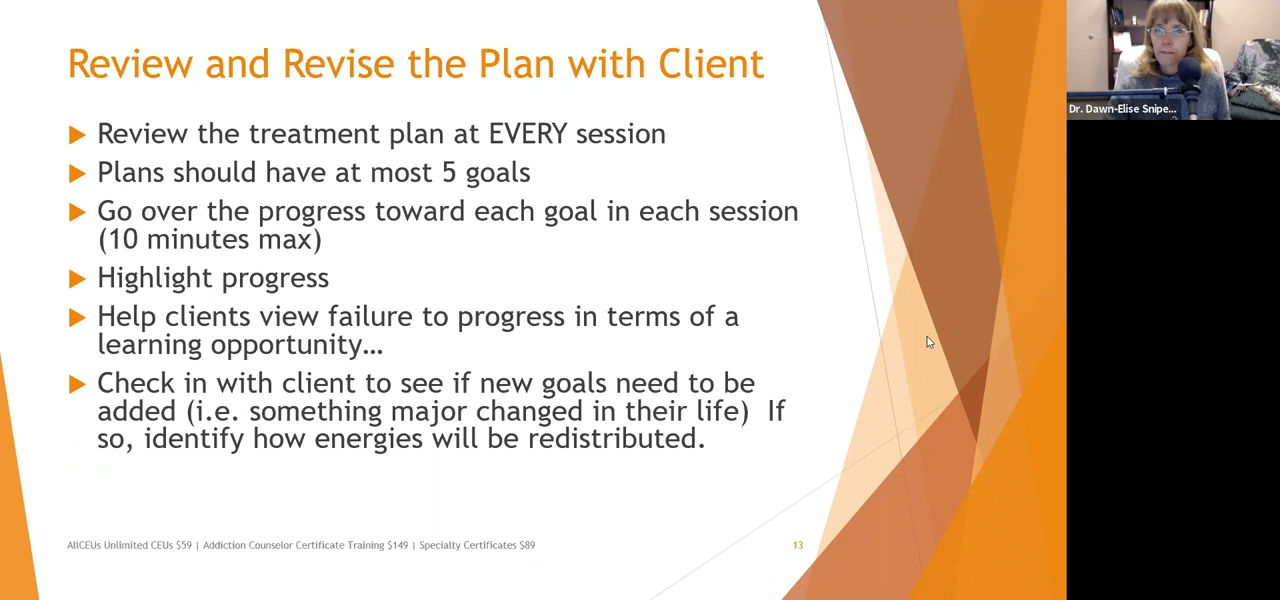 Review and Revise the Plan with Client
Review the treatment plan at EVERY session
Plans should have at most 5 goals
Go over the progress toward each goal in each session
(10 minutes max)
Highlight progress
Help clients view failure to progress in terms of a
learning opportunity…
Check in with client to see if new goals need to be
added (i.e. something major changed in their life) If
so, identify how energies will be redistributed.
AllCEUs Unlimited CEUs $59 | Addiction Counselor Certificate Training $149 | Specialty Certificates $89
13
Dr. Dawn-Elise Snipe...